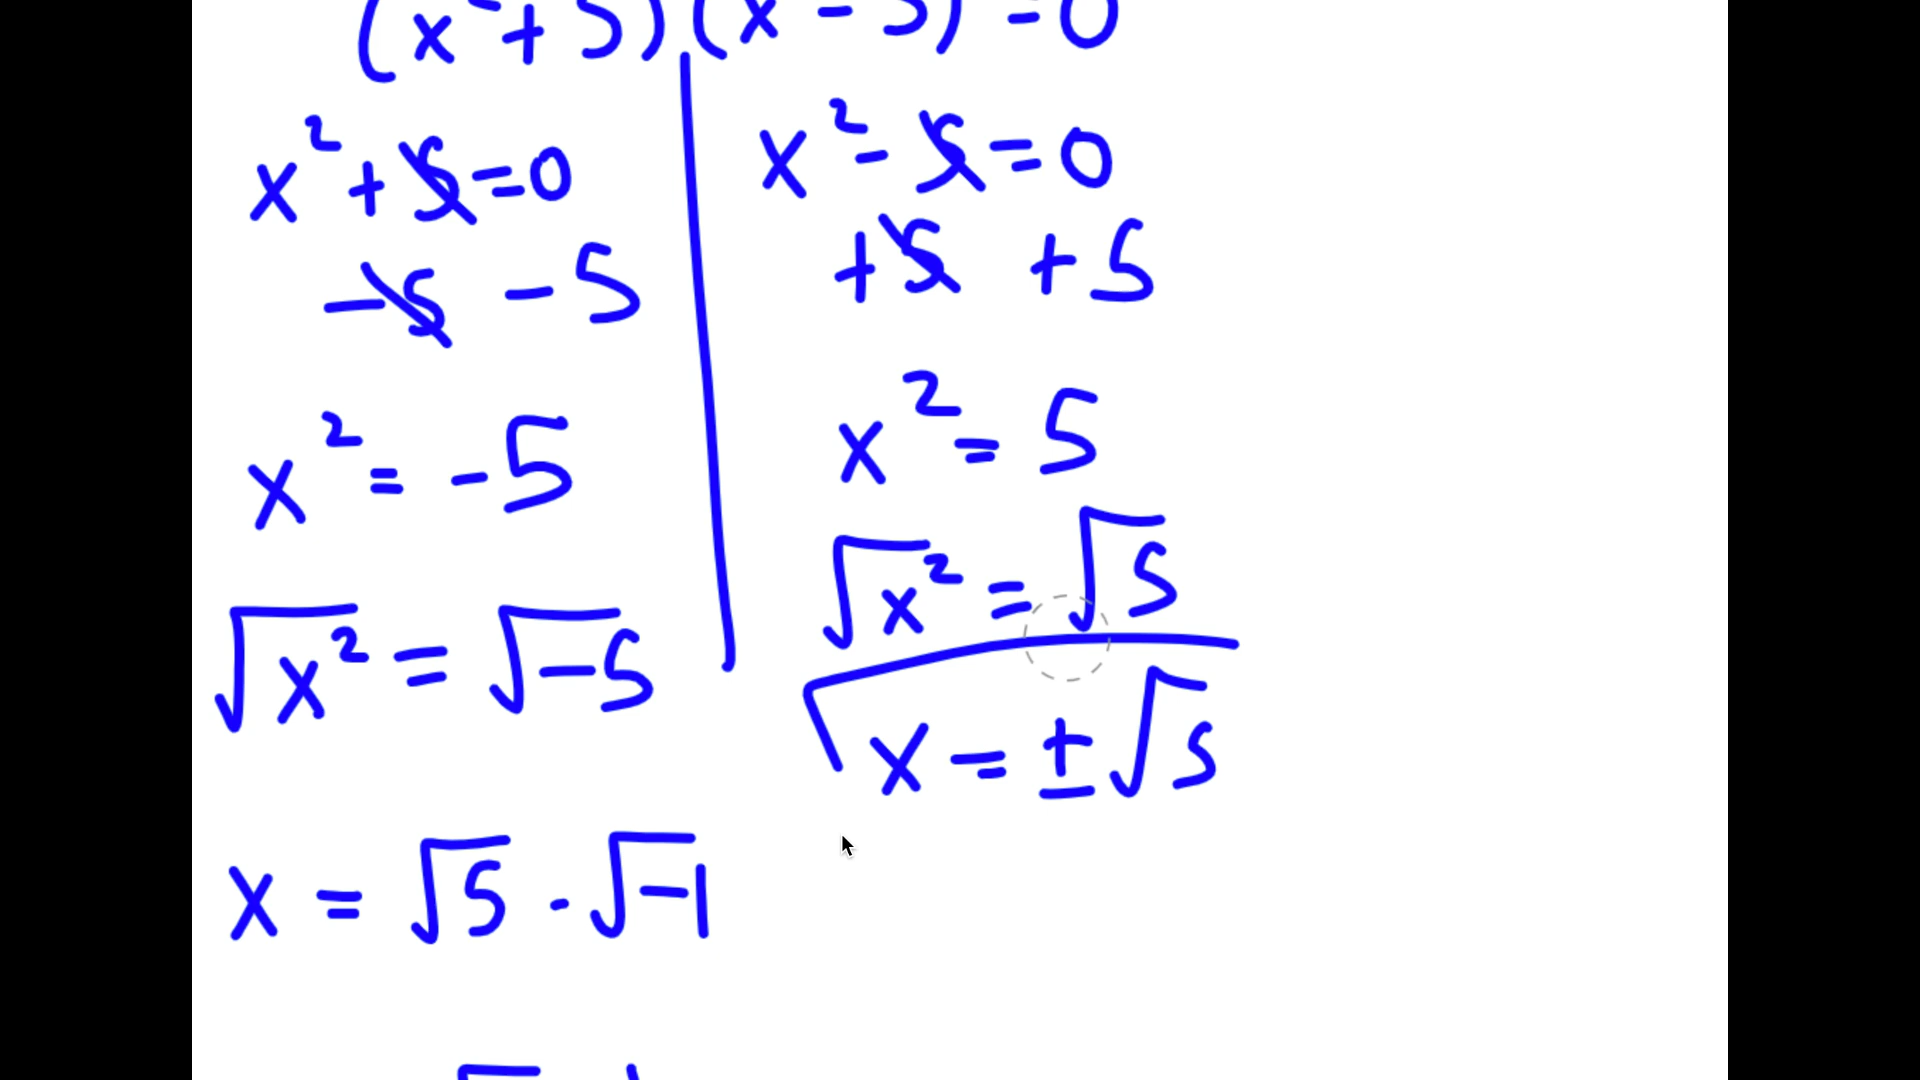 (x²+5)(x²-5)=0
x²+5=0
-5 -5
x²=-5
√x²=√-5
x=√5·√-1
x²-5=0
+5 +5
x²=5
√x²=√5
x=±√5